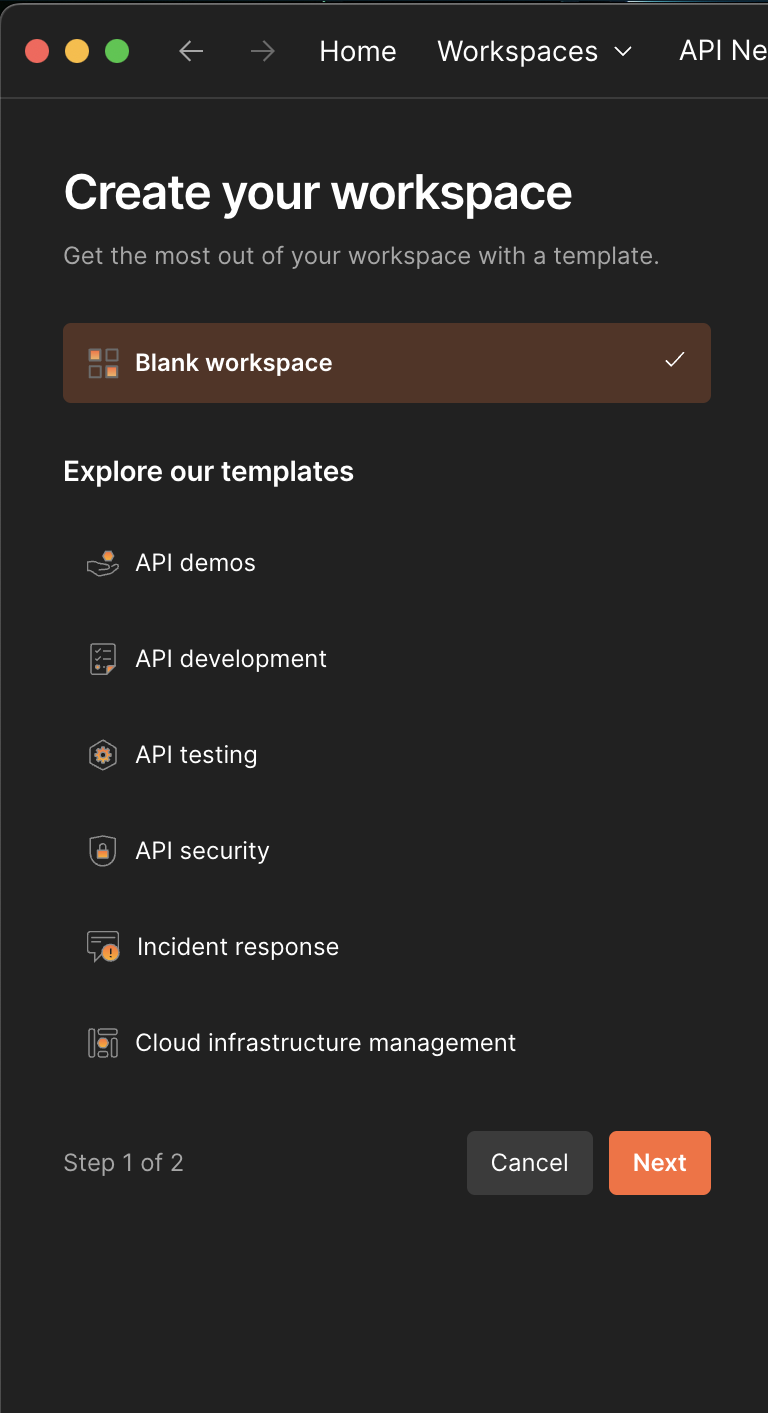 Home Workspaces API Ne
Create your workspace
Get the most out of your workspace with a template.
Blank workspace
Explore our templates
API demos
API development
API testing
API security
Incident response
Cloud infrastructure management
Step 1 of 2 Cancel Next